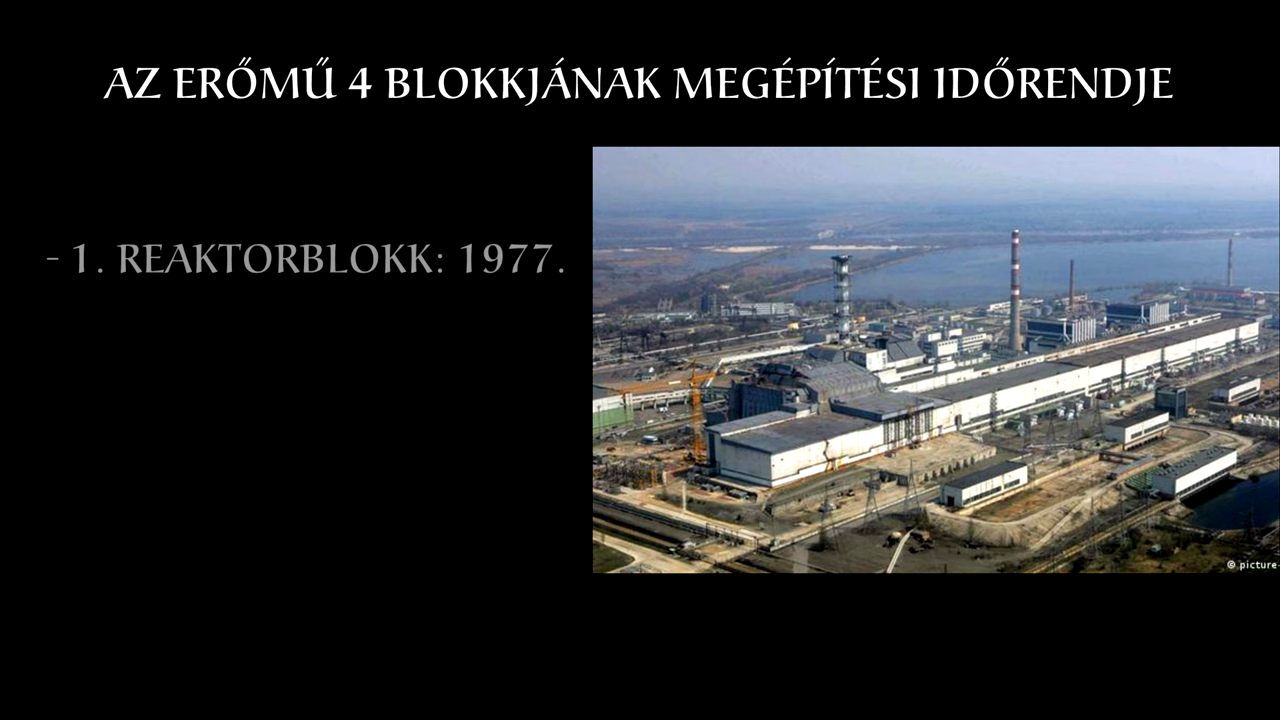 AZ ERŐMŰ 4 BLOKKJÁNAK MEGÉPÍTÉSI IDŐRENDJE
- 1. REAKTORBLOKK: 1977.
© picture-